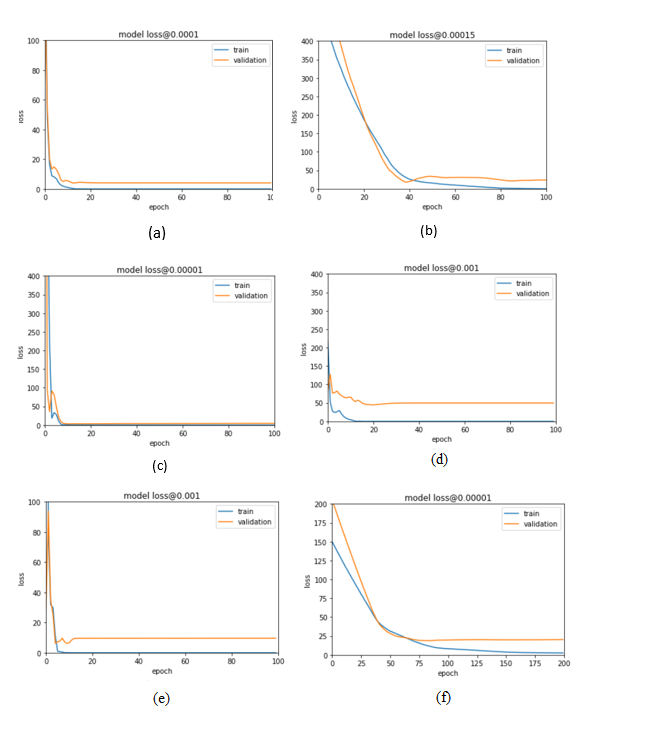 model loss@0.0001
100
80
60
40
20
0
loss
train
validation
0 20 40 60 80 10
epoch
(a)
model loss@0.00015
400
350
300
250
200
150
100
50
0
loss
train
validation
0 20 40 60 80 100
epoch
(b)
model loss@0.00001
400
350
300
250
200
150
100
50
0
loss
train
validation
0 20 40 60 80 100
epoch
(c)
model loss@0.001
400
350
300
250
200
150
100
50
0
loss
train
validation
0 20 40 60 80 100
epoch
(d)
model loss@0.001
100
80
60
40
20
0
loss
train
validation
0 20 40 60 80 100
epoch
(e)
model loss@0.00001
200
175
150
125
100
75
50
25
0
loss
train
validation
0 25 50 75 100 125 150 175 200
epoch
(f)